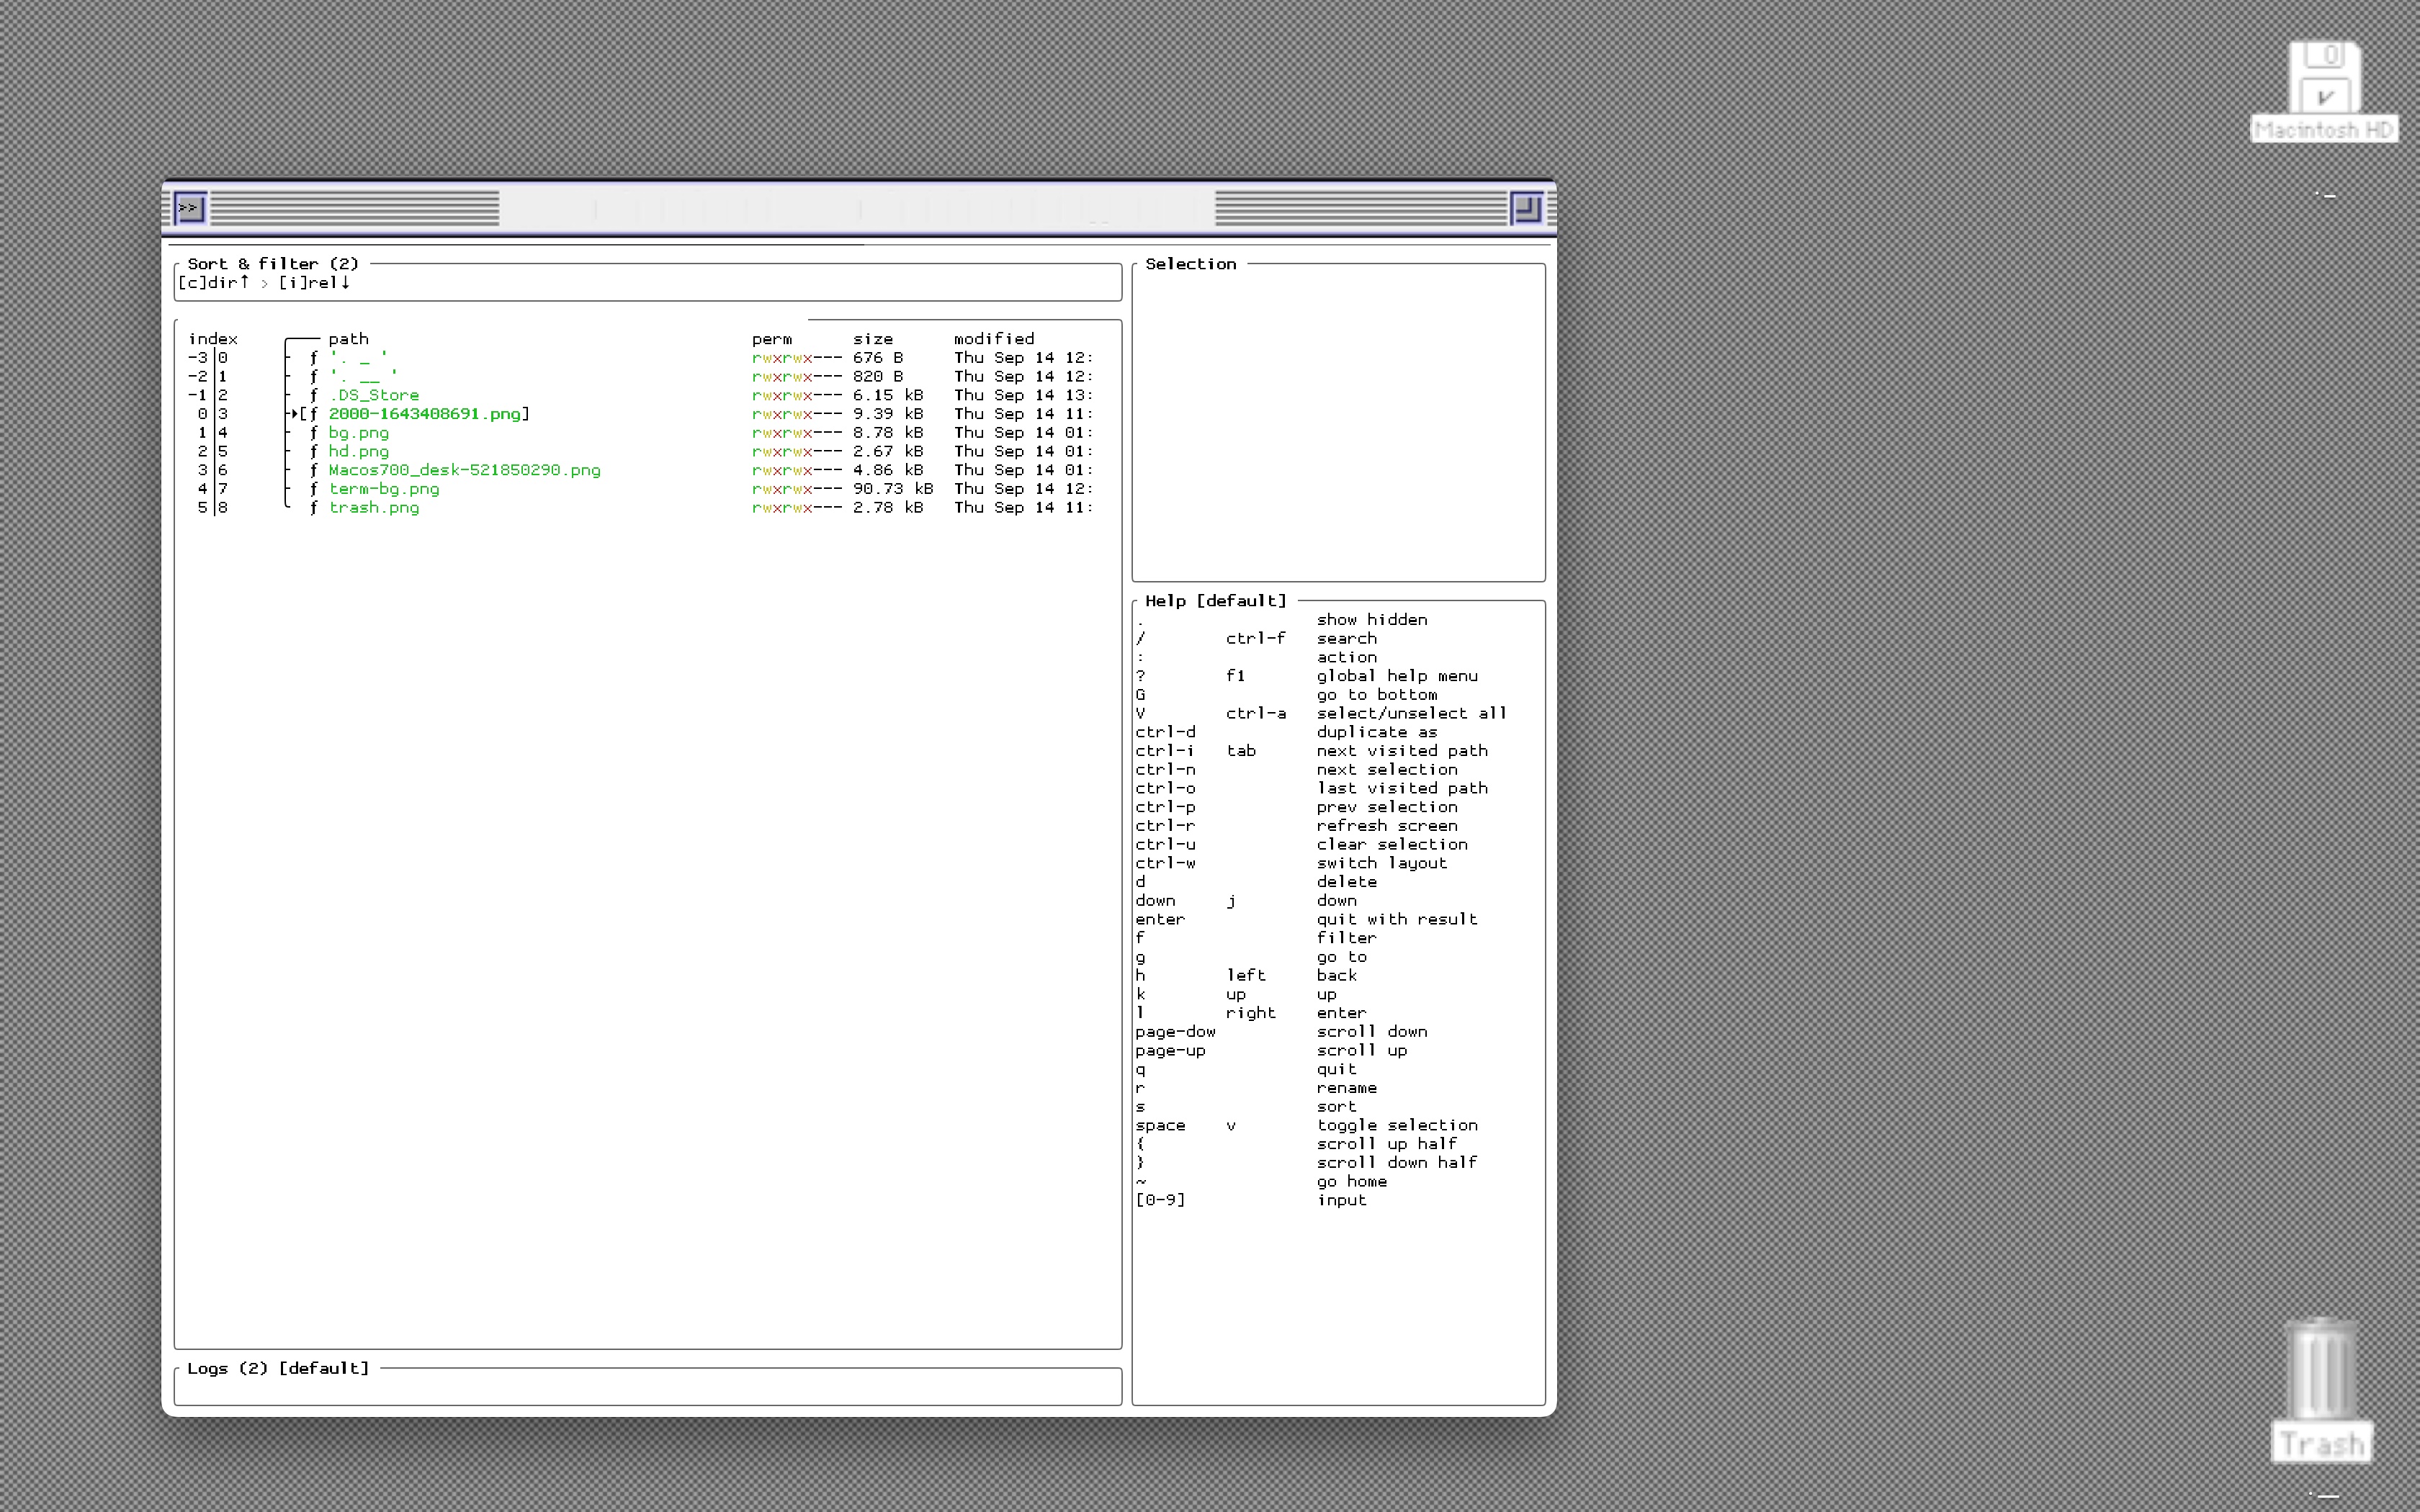 Macintosh HD
>>
Sort & filter (2)
[c]dir↑ › [i]rel↓
index path perm size modified
-3│0 ├ ƒ '. _ ' rwxrwx--- 676 B Thu Sep 14 12:
-2│1 ├ ƒ '. __ ' rwxrwx--- 820 B Thu Sep 14 12:
-1│2 ├ ƒ .DS_Store rwxrwx--- 6.15 kB Thu Sep 14 13:
0│3 ├▸[ƒ 2000-1643408691.png] rwxrwx--- 9.39 kB Thu Sep 14 11:
1│4 ├ ƒ bg.png rwxrwx--- 8.78 kB Thu Sep 14 01:
2│5 ├ ƒ hd.png rwxrwx--- 2.67 kB Thu Sep 14 01:
3│6 ├ ƒ Macos700_desk-521850290.png rwxrwx--- 4.86 kB Thu Sep 14 01:
4│7 ├ ƒ term-bg.png rwxrwx--- 90.73 kB Thu Sep 14 12:
5│8 └ ƒ trash.png rwxrwx--- 2.78 kB Thu Sep 14 11:
Logs (2) [default]
Selection
Help [default]
. show hidden
/ ctrl-f search
: action
? f1 global help menu
G go to bottom
V ctrl-a select/unselect all
ctrl-d duplicate as
ctrl-i tab next visited path
ctrl-n next selection
ctrl-o last visited path
ctrl-p prev selection
ctrl-r refresh screen
ctrl-u clear selection
ctrl-w switch layout
d delete
down j down
enter quit with result
f filter
g go to
h left back
k up up
l right enter
page-dow scroll down
page-up scroll up
q quit
r rename
s sort
space v toggle selection
{ scroll up half
} scroll down half
~ go home
[0-9] input
Trash